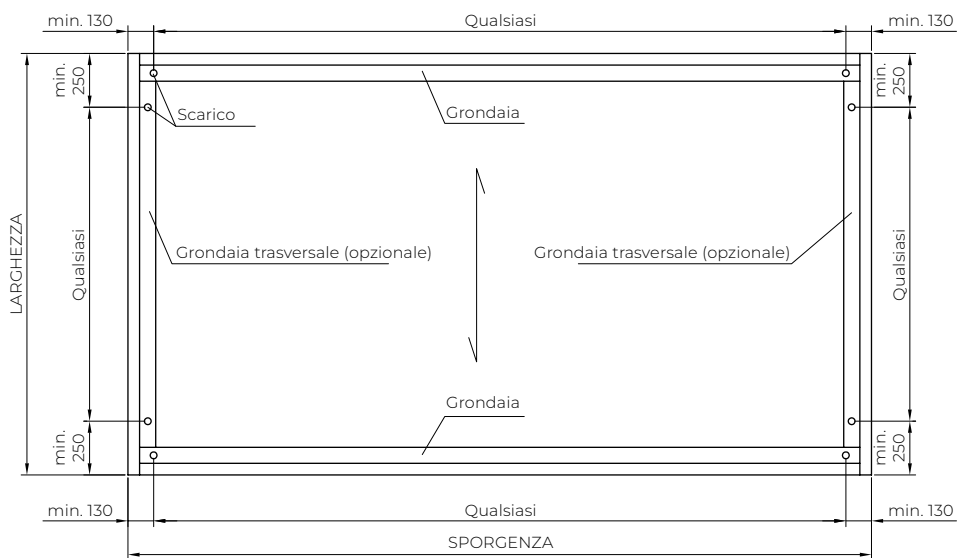 min. 130
Qualsiasi
min. 130
min.
250
min.
250
Scarico
Grondaia
LARGHEZZA
Qualsiasi
Grondaia trasversale (opzionale)
Grondaia trasversale (opzionale)
Qualsiasi
Grondaia
min.
250
min.
250
min. 130
Qualsiasi
min. 130
SPORGENZA